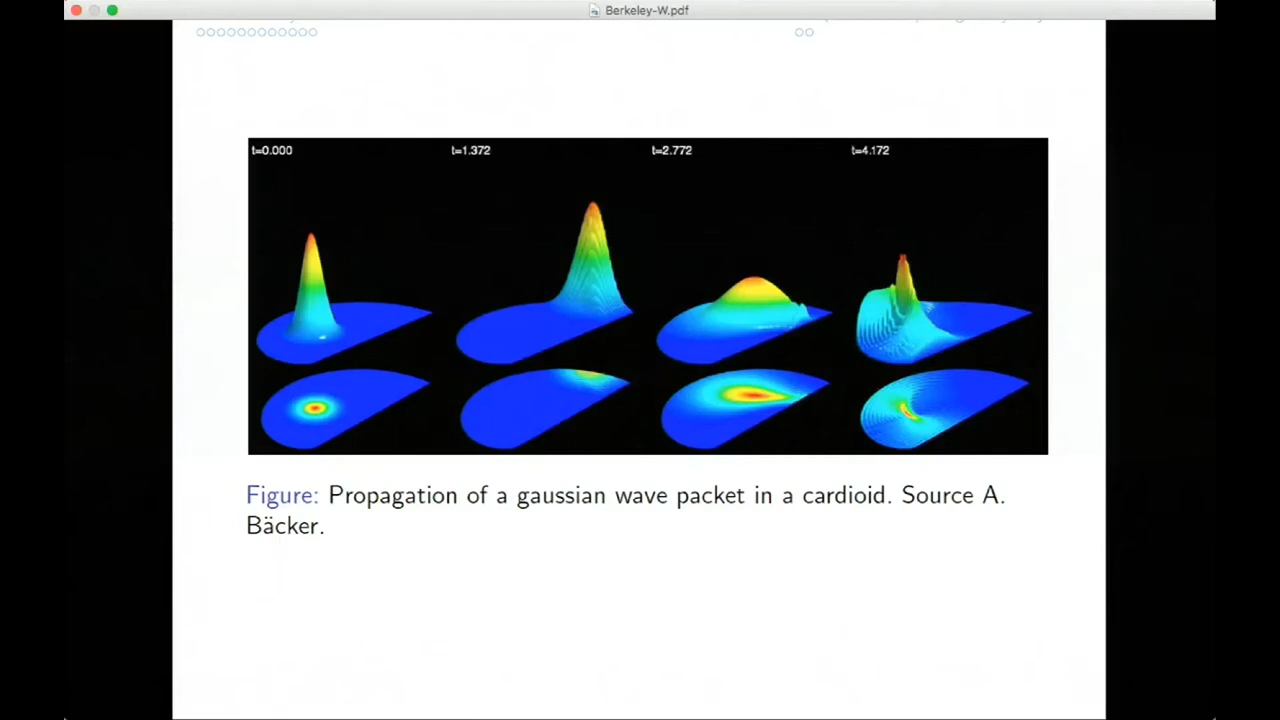 Berkeley-W.pdf
t=0.000 t=1.372 t=2.772 t=4.172
Figure: Propagation of a gaussian wave packet in a cardioid. Source A.
Bäcker.